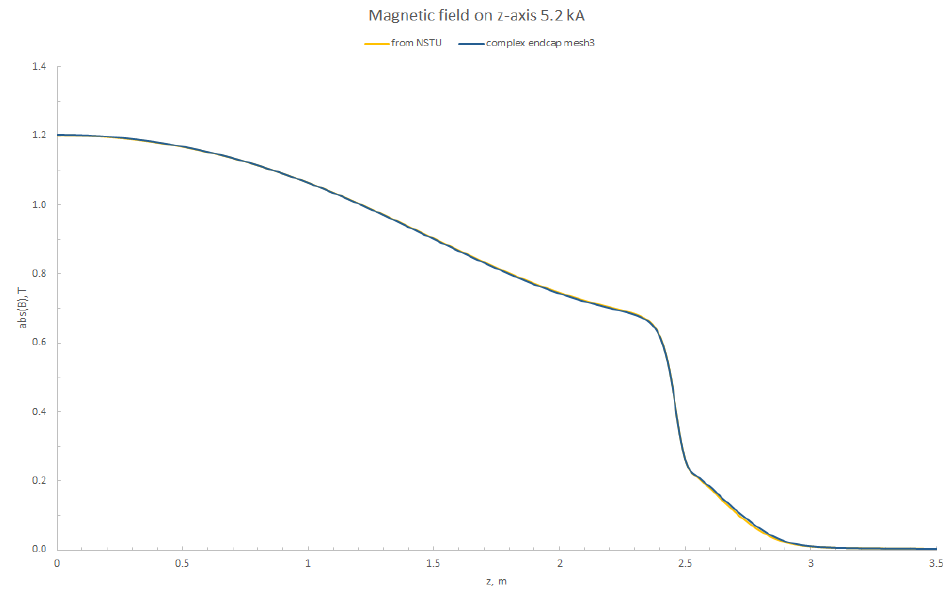 Magnetic field on z-axis 5.2 kA
from NSTU complex endcap mesh3
1.4
1.2
1.0
0.8
0.6
0.4
0.2
0.0
abs(B), T
0 0.5 1 1.5 2 2.5 3 3.5
z, m